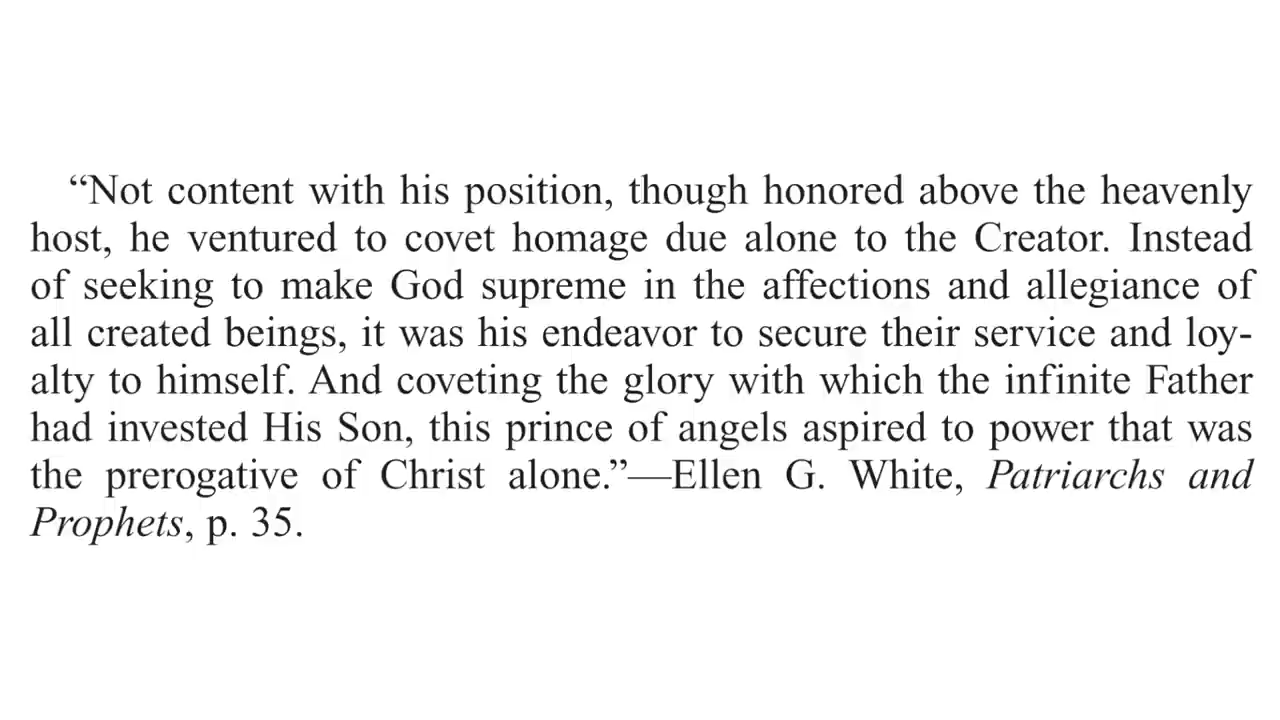 “Not content with his position, though honored above the heavenly
host, he ventured to covet homage due alone to the Creator. Instead
of seeking to make God supreme in the affections and allegiance of
all created beings, it was his endeavor to secure their service and loy-
alty to himself. And coveting the glory with which the infinite Father
had invested His Son, this prince of angels aspired to power that was
the prerogative of Christ alone.”—Ellen G. White, Patriarchs and
Prophets, p. 35.